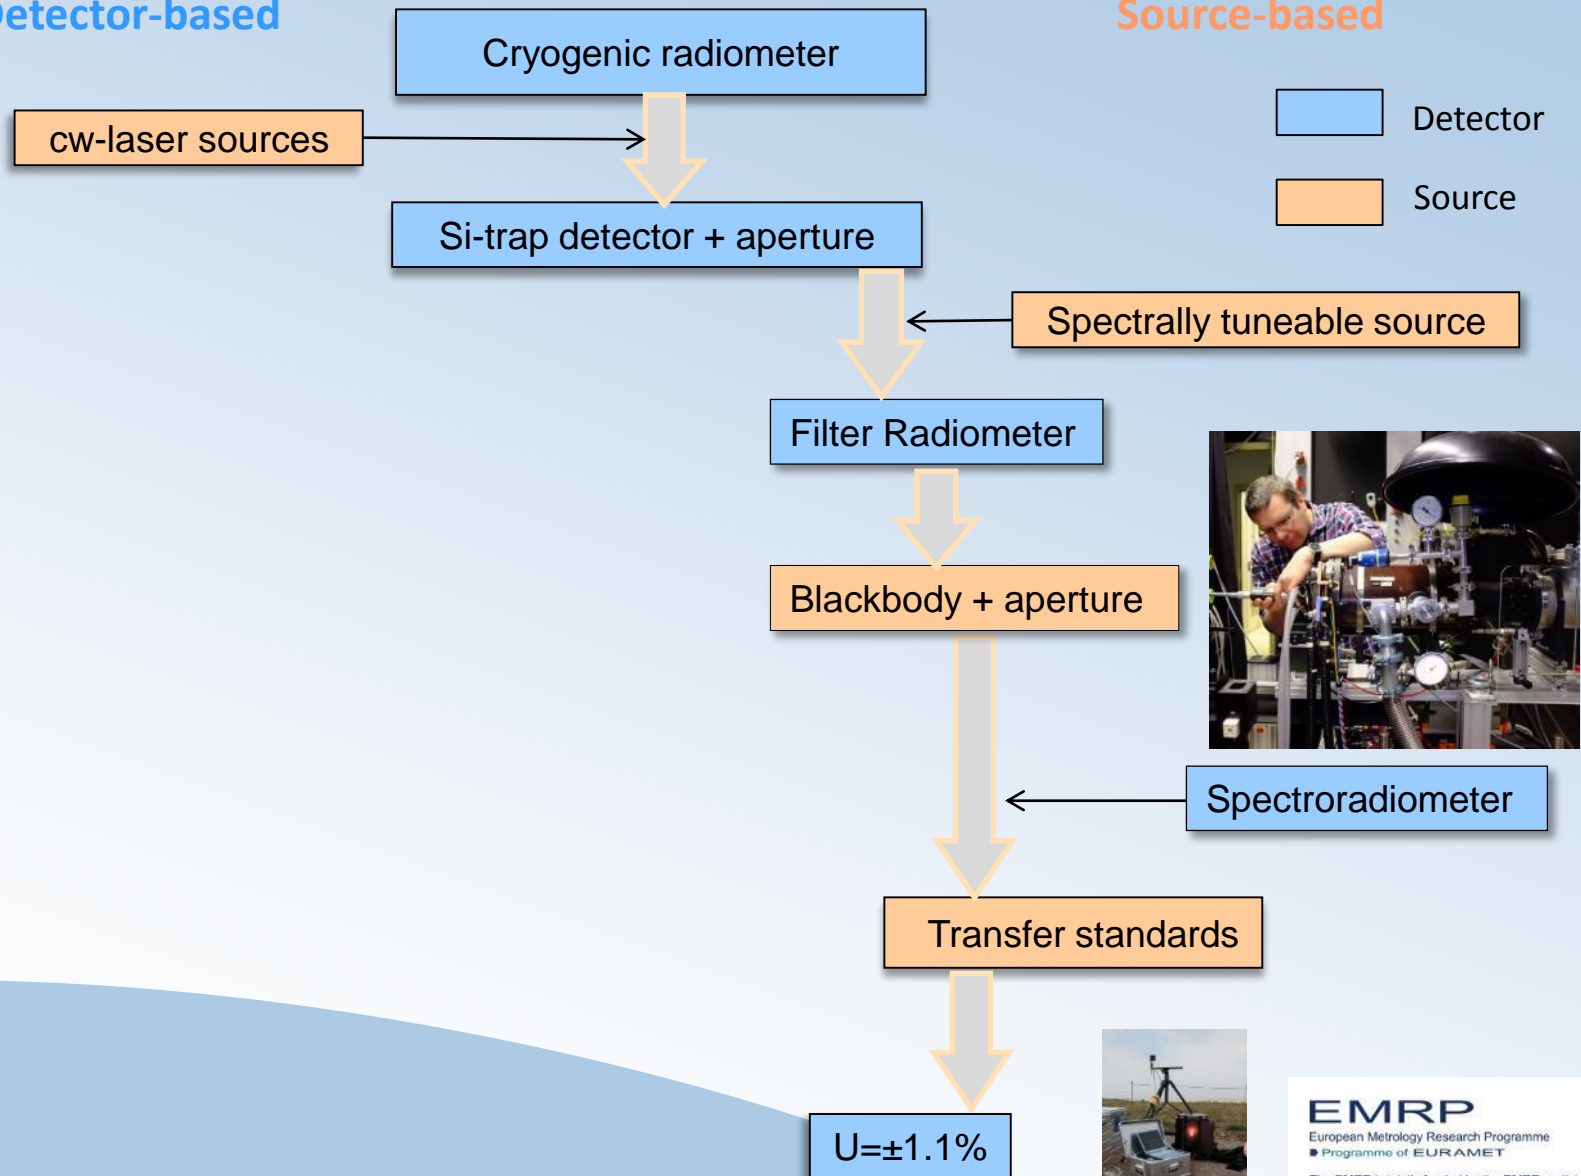 Detector-based
Source-based
Cryogenic radiometer
Detector
cw-laser sources
Source
Si-trap detector + aperture
Spectrally tuneable source
Filter Radiometer
Blackbody + aperture
Spectroradiometer
Transfer standards
U=±1.1%
EMRP
European Metrology Research Programme
Programme of EURAMET